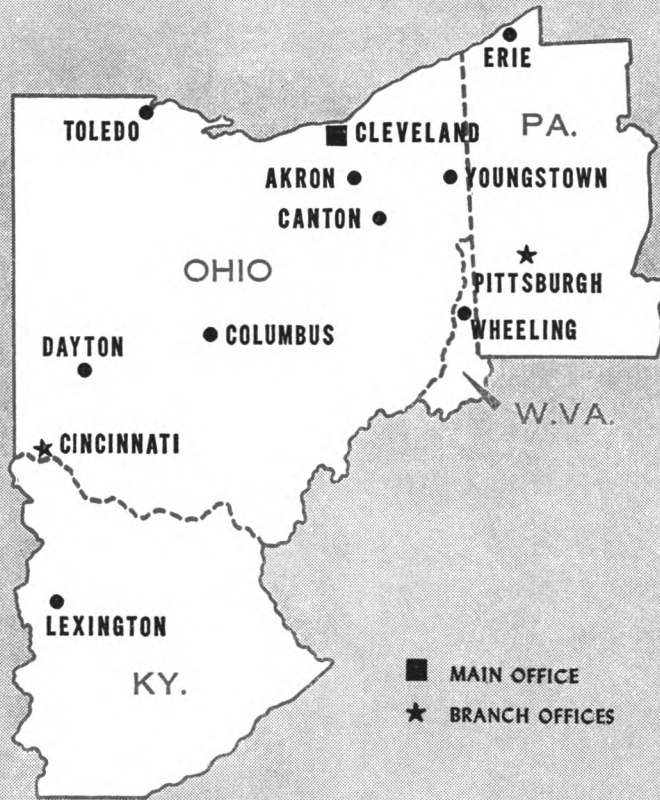 ERIE
PA.
TOLEDO
CLEVELAND
AKRON
YOUNGSTOWN
CANTON
OHIO
PITTSBURGH
COLUMBUS
WHEELING
DAYTON
W.VA.
CINCINNATI
LEXINGTON
KY.
MAIN OFFICE
BRANCH OFFICES